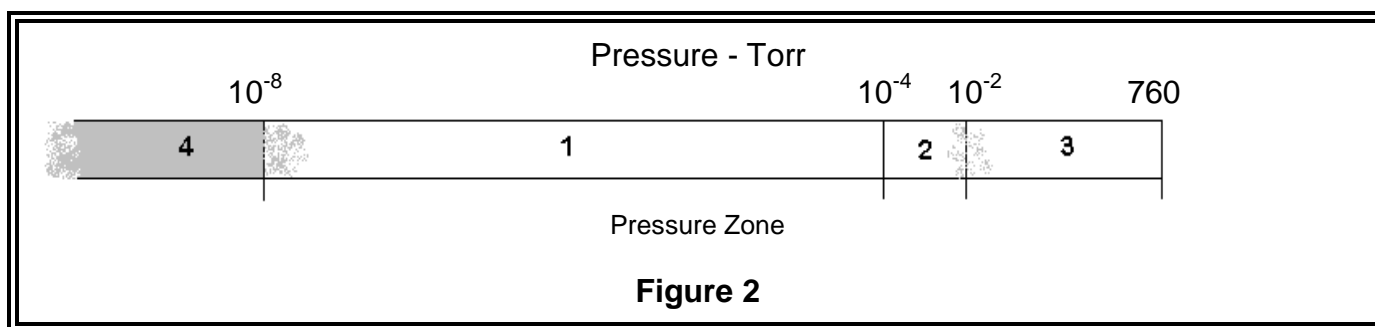 Pressure - Torr
10⁻⁸ 10⁻⁴ 10⁻² 760
4 1 2 3
Pressure Zone
Figure 2